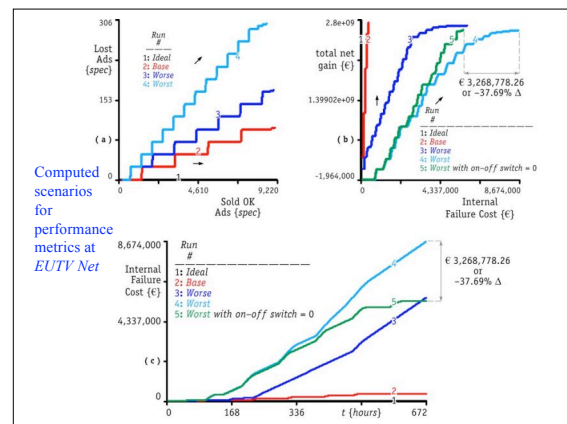 Computed
scenarios
for
performance
metrics at
EUTV Net
306
Lost
Ads
{spec}
153
( a )
0
Run
#
1: Ideal
2: Base
3: Worse
4: Worst
4
3
2
1
0
4,610
9,220
Sold OK
Ads {spec}
2.8e+09
total net
gain {€}
1.39902e+09
( b )
-1,964,000
1 2
3
5
4
€ 3,268,778.26
or -37.69% Δ
Run
#
1: Ideal
2: Base
3: Worse
4: Worst
5: Worst with on-off switch = 0
0
4,337,000
8,674,000
Internal
Failure Cost {€}
8,674,000
Internal
Failure
Cost {€}
4,337,000
( c )
0
Run
#
1: Ideal
2: Base
3: Worse
4: Worst
5: Worst with on-off switch = 0
4
5
3
2
1
€ 3,268,778.26
or
-37.69% Δ
0
168
336
t {hours}
672